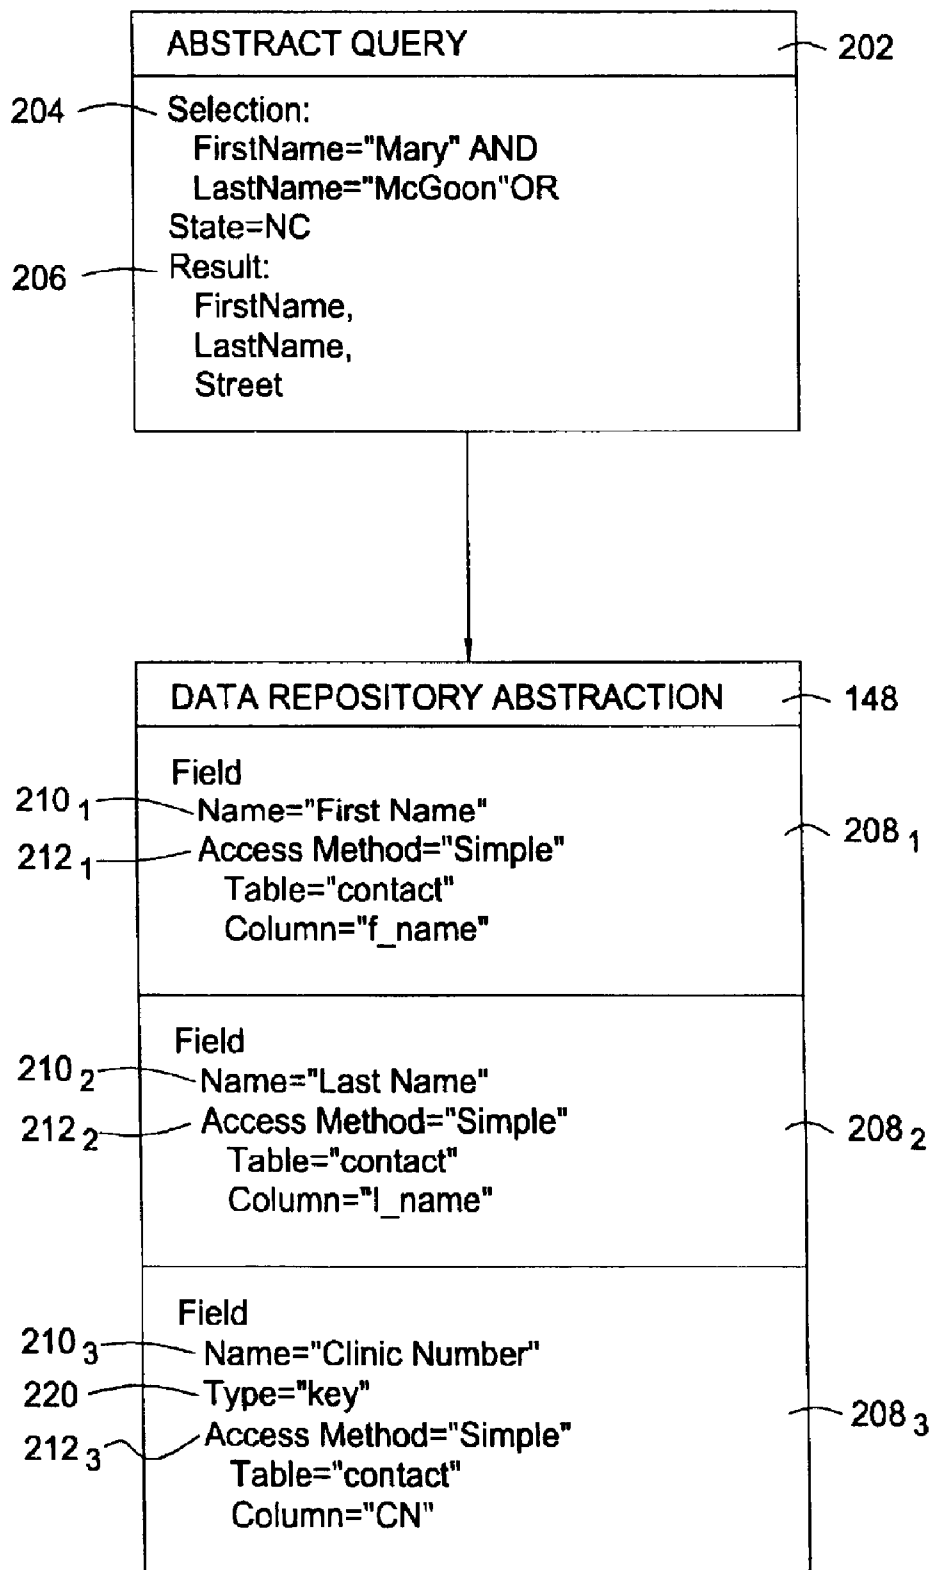 ABSTRACT QUERY 202
204 Selection:
FirstName="Mary" AND
LastName="McGoon"OR
State=NC
206 Result:
FirstName,
LastName,
Street
DATA REPOSITORY ABSTRACTION 148
Field
210 1 Name="First Name"
208 1
212 1 Access Method="Simple"
Table="contact"
Column="f_name"
Field
210 2 Name="Last Name"
212 2 Access Method="Simple"
208 2
Table="contact"
Column="l_name"
Field
210 3 Name="Clinic Number"
220 Type="key"
208 3
212 3 Access Method="Simple"
Table="contact"
Column="CN"